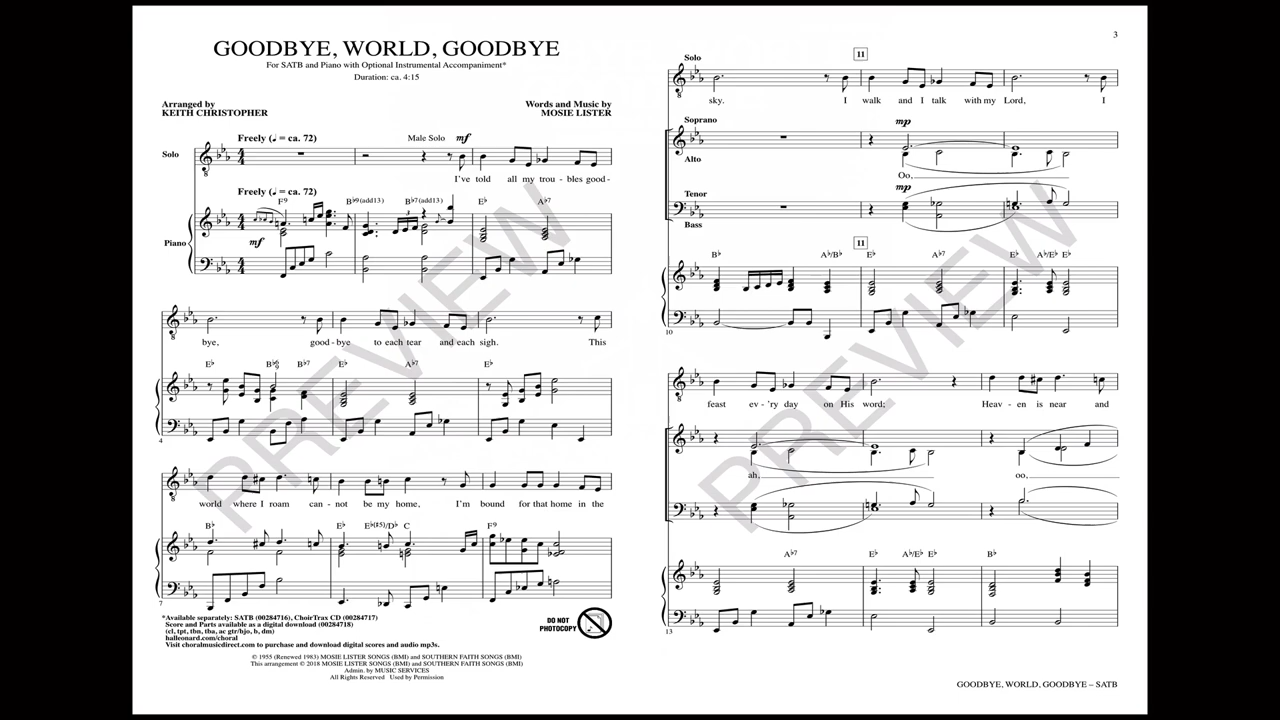 GOODBYE, WORLD, GOODBYE
For SATB and Piano with Optional Instrumental Accompaniment*
Duration: ca. 4:15
Arranged by
KEITH CHRISTOPHER
Words and Music by
MOSIE LISTER
Freely (♩ = ca. 72)
Male Solo mf
Solo
I've told all my trou - bles good -
Freely (♩ = ca. 72)
F9 B♭9(add13) B♭7(add13) E♭ A♭7
Piano
mf
bye, good - bye to each tear and each sigh. This
E♭ B♭ B♭7 E♭ A♭7 E♭
4
world where I roam can - not be my home, I'm bound for that home in the
B♭ E♭ E♭(♯5)/D♭ C F9
7
*Available separately: SATB (00284716), ChoirTrax CD (00284717)
Score and Parts available as a digital download (00284718)
(cl, tpt, tbn, tba, ac gtr/bjo, b, dm)
halleonard.com/choral
Visit choralmusicdirect.com to purchase and download digital scores and audio mp3s.
DO NOT
PHOTOCOPY
© 1955 (Renewed 1983) MOSIE LISTER SONGS (BMI) and SOUTHERN FAITH SONGS (BMI)
This arrangement © 2018 MOSIE LISTER SONGS (BMI) and SOUTHERN FAITH SONGS (BMI)
Admin. by MUSIC SERVICES
All Rights Reserved Used by Permission
PREVIEW
3
11
Solo
sky. I walk and I talk with my Lord, I
Soprano
mp
Alto
Oo,
Tenor
mp
Bass
11
B♭ A♭/B♭ E♭ A♭7 E♭ A♭/E♭ E♭
10
feast ev - 'ry day on His word; Heav - en is near and
ah, oo,
A♭7 E♭ A♭/E♭ E♭ B♭
13
PREVIEW
GOODBYE, WORLD, GOODBYE – SATB